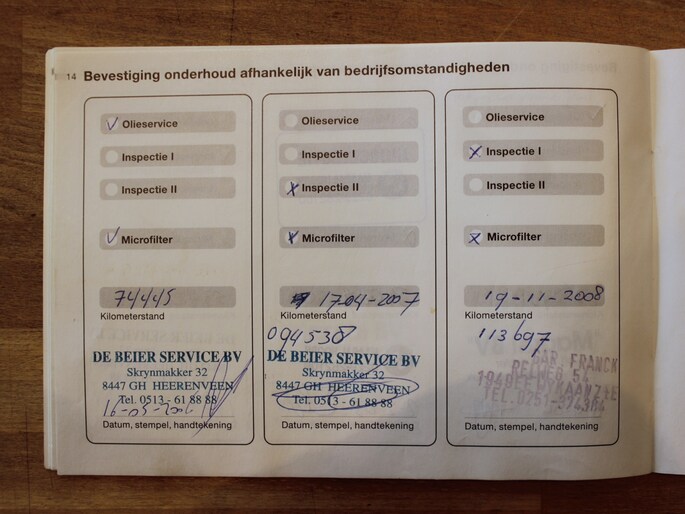 14 Bevestiging onderhoud afhankelijk van bedrijfsomstandigheden
Olieservice
Inspectie I
Inspectie II
Microfilter
74445
Kilometerstand
DE BEIER SERVICE BV
Skrynmakker 32
8447 GH HEERENVEEN
Tel. 0513 - 61 88 88
Datum, stempel, handtekening
Olieservice
Inspectie I
Inspectie II
Microfilter
17-04-2007
Kilometerstand
094538
DE BEIER SERVICE BV
Skrynmakker 32
8447 GH HEERENVEEN
Tel. 0513 - 61 88 88
Datum, stempel, handtekening
Olieservice
Inspectie I
Inspectie II
Microfilter
19-11-2008
Kilometerstand
113697
GAR. FRANCK
Datum, stempel, handtekening